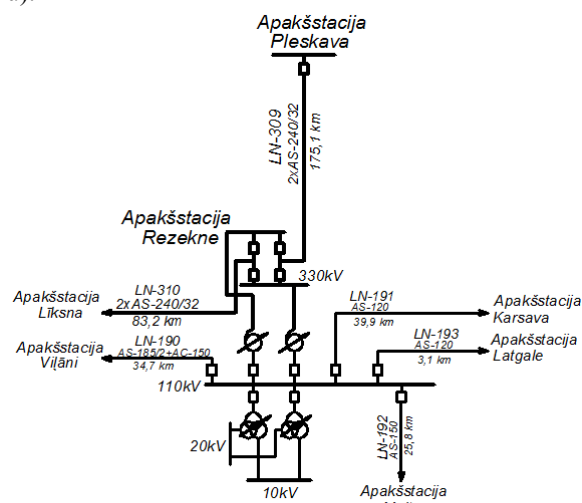 Apakšstacija
Pleskava
LN-309
2xAS-240/32
175,1 km
Apakšstacija
Rezekne
330kV
LN-310
2xAS-240/32
83,2 km
Apakšstacija
Līksna
LN-191
AS-120
39,9 km
Apakšstacija
Karsava
LN-190
AS-185/2+AC-150
34,7 km
Apakšstacija
Viļāni
LN-193
AS-120
3,1 km
Apakšstacija
Latgale
110kV
LN-192
AS-150
25,8 km
20kV
10kV
Apakšstacija